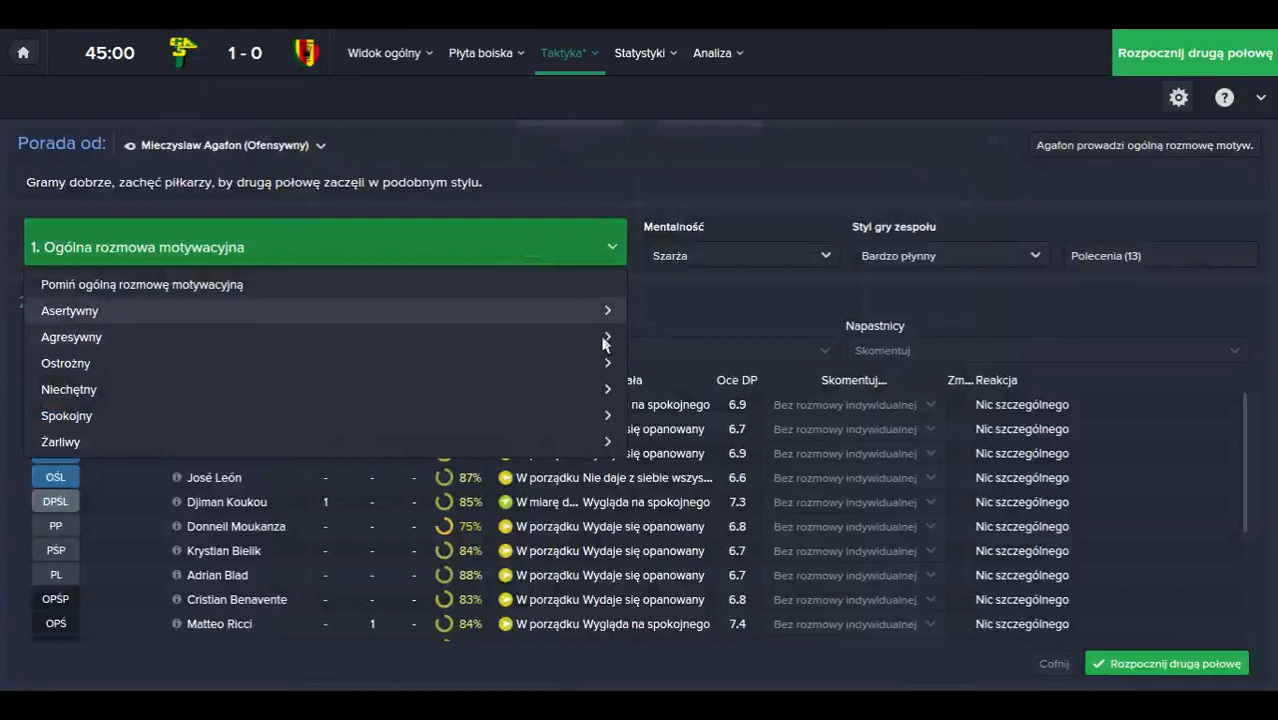 45:00 1 - 0 Widok ogólny Płyta boiska Taktyka* Statystyki Analiza Rozpocznij drugą połowę
Porada od: Mieczyslaw Agafon (Ofensywny) Agafon prowadzi ogólną rozmowę motyw.
Gramy dobrze, zachęć piłkarzy, by drugą połowę zaczęli w podobnym stylu.
1. Ogólna rozmowa motywacyjna
Mentalność Styl gry zespołu
Szarża Bardzo płynny Polecenia (13)
Pomiń ogólną rozmowę motywacyjną
Asertywny
Agresywny
Ostrożny
Niechętny
Spokojny
Żarliwy
Napastnicy
Skomentuj
Oce DP Skomentuj... Zm... Reakcja
na spokojnego 6.9 Bez rozmowy indywidualnej Nic szczególnego
się opanowany 6.7 Bez rozmowy indywidualnej Nic szczególnego
na spokojnego 6.9 Bez rozmowy indywidualnej Nic szczególnego
OŚL José León - - - 87% W porządku Nie daje z siebie wszys... 6.6 Bez rozmowy indywidualnej Nic szczególnego
DPŚL Djiman Koukou 1 - - 85% W miarę d... Wygląda na spokojnego 7.3 Bez rozmowy indywidualnej Nic szczególnego
PP Donneil Moukanza - - - 75% W porządku Wydaje się opanowany 6.8 Bez rozmowy indywidualnej Nic szczególnego
PŚP Krystian Bielik - - - 84% W porządku Wydaje się opanowany 6.7 Bez rozmowy indywidualnej Nic szczególnego
PL Adrian Blad - - - 88% W porządku Wydaje się opanowany 6.7 Bez rozmowy indywidualnej Nic szczególnego
OPŚP Cristian Benavente - - - 83% W porządku Wydaje się opanowany 6.8 Bez rozmowy indywidualnej Nic szczególnego
OPŚ Matteo Ricci - 1 - 84% W porządku Wygląda na spokojnego 7.4 Bez rozmowy indywidualnej Nic szczególnego
Cofnij Rozpocznij drugą połowę